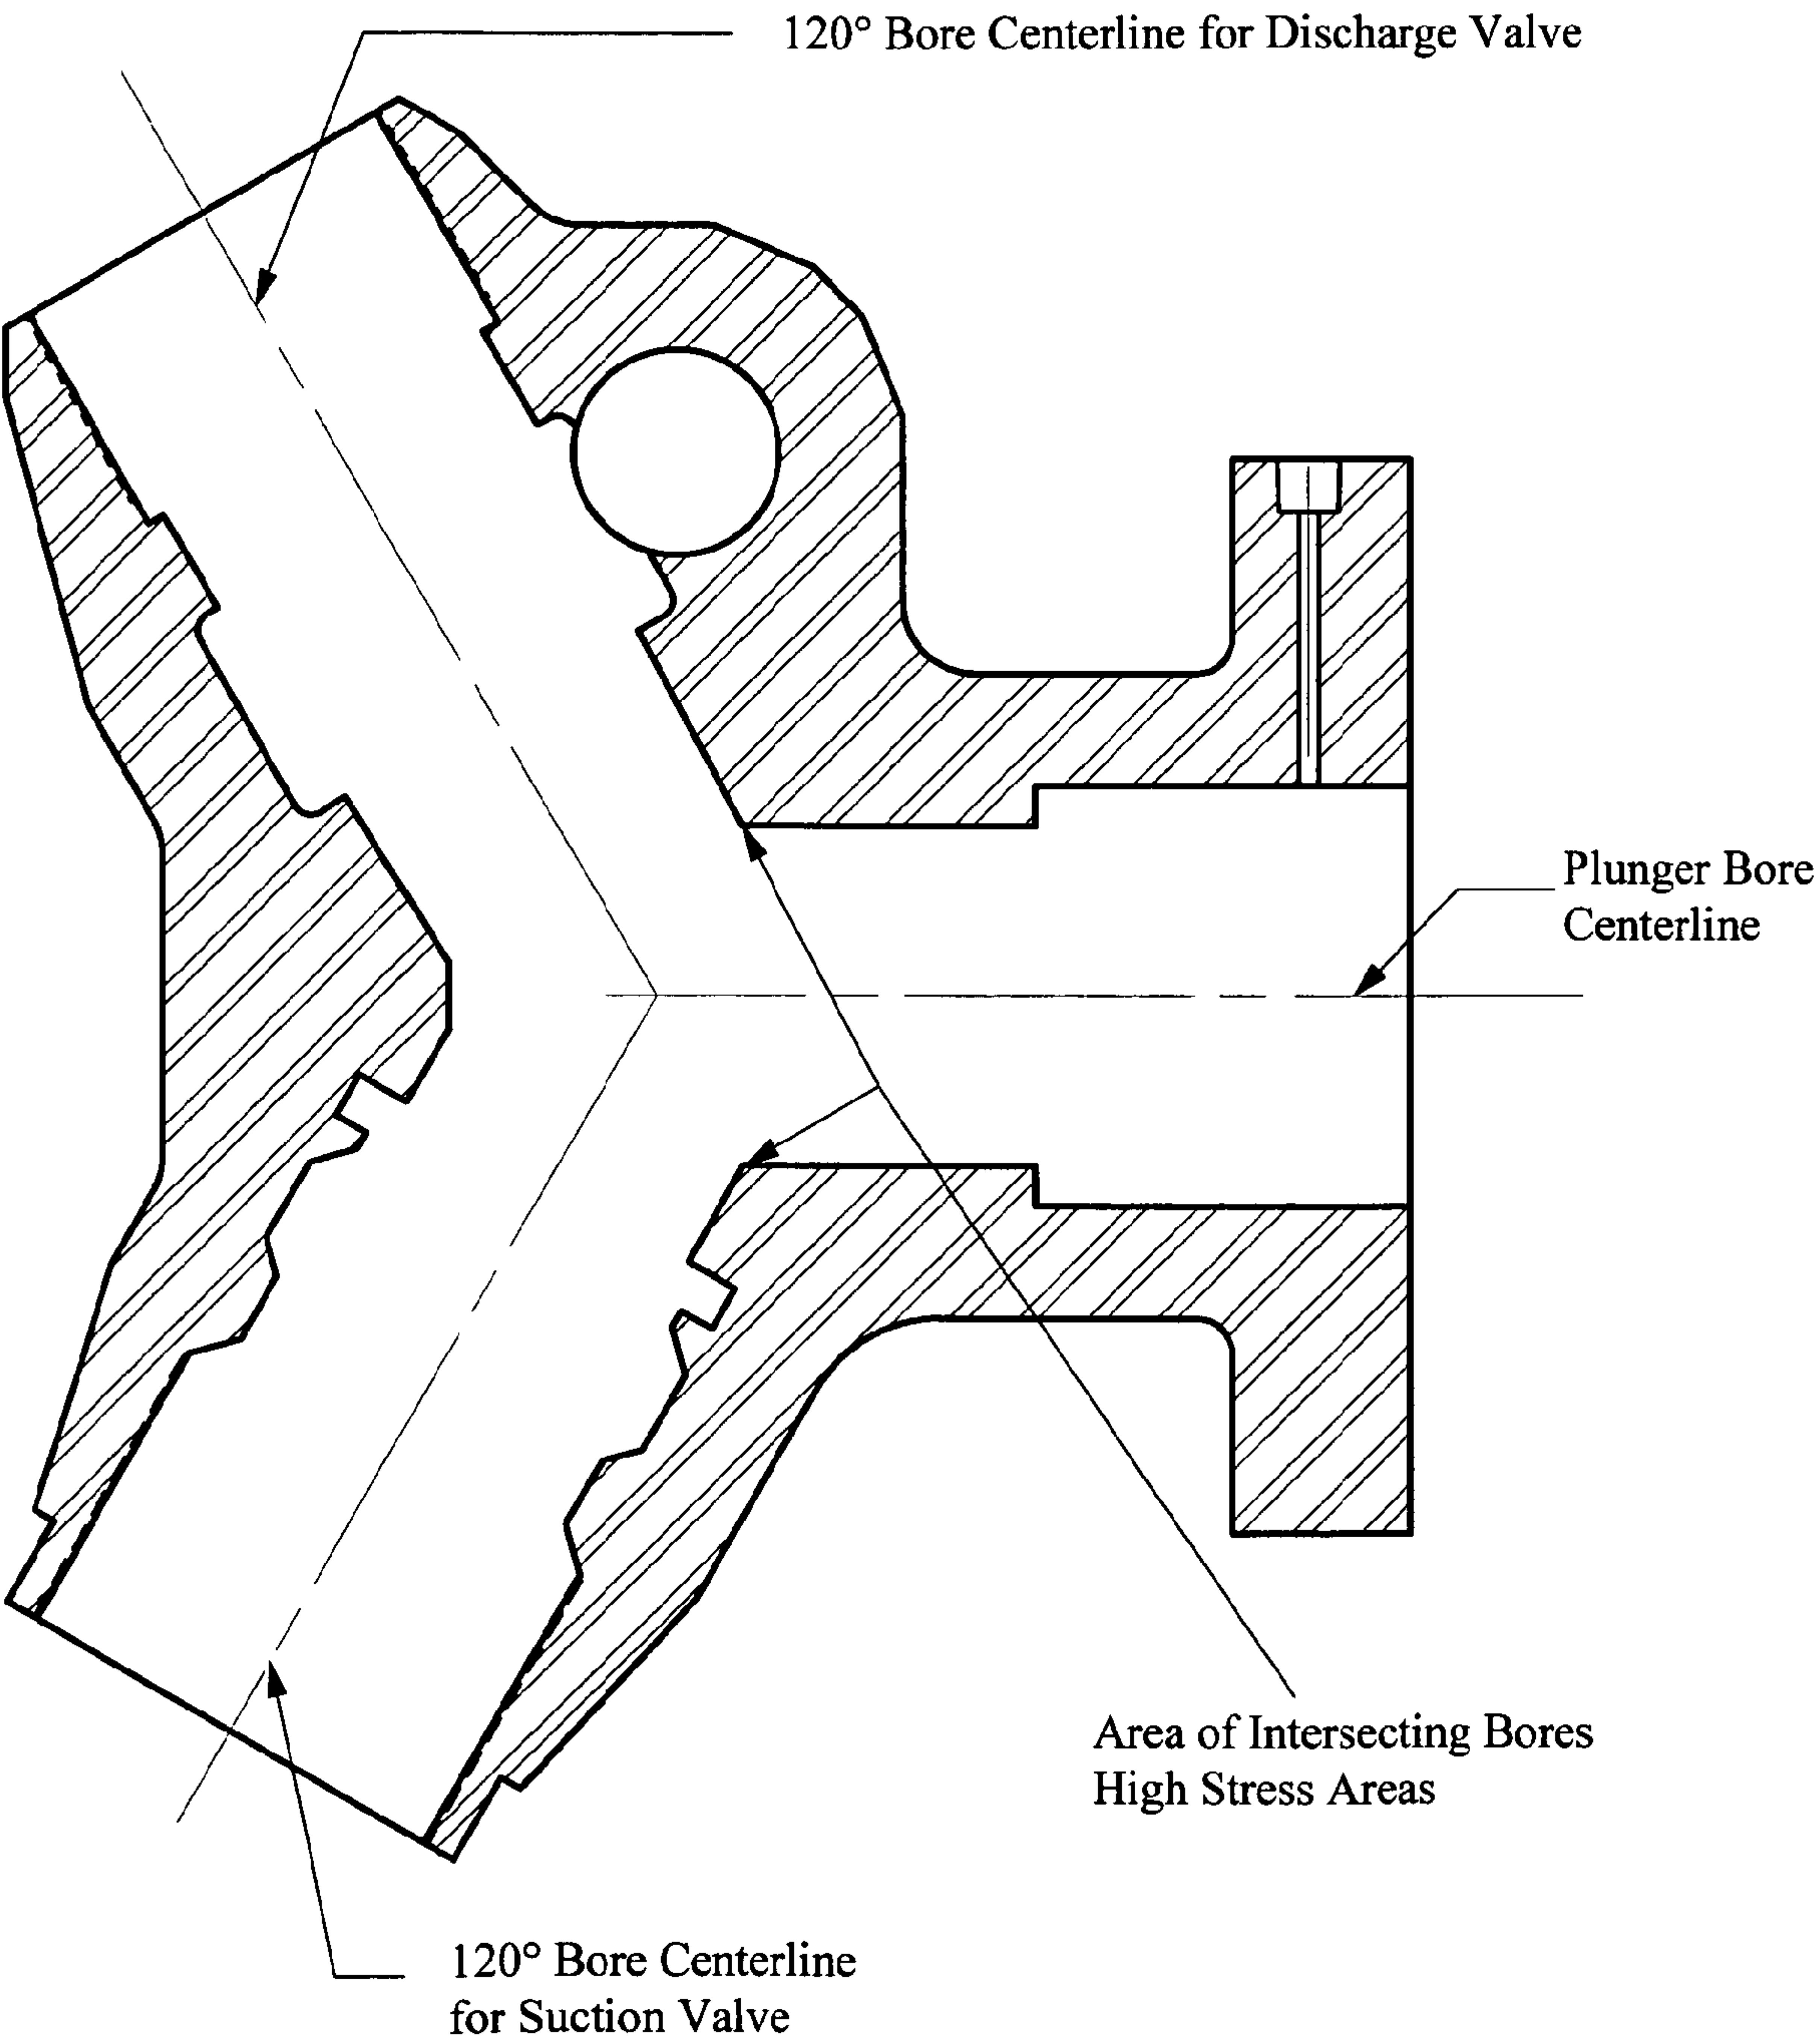 120° Bore Centerline for Discharge Valve
Plunger Bore
Centerline
Area of Intersecting Bores
High Stress Areas
120° Bore Centerline
for Suction Valve